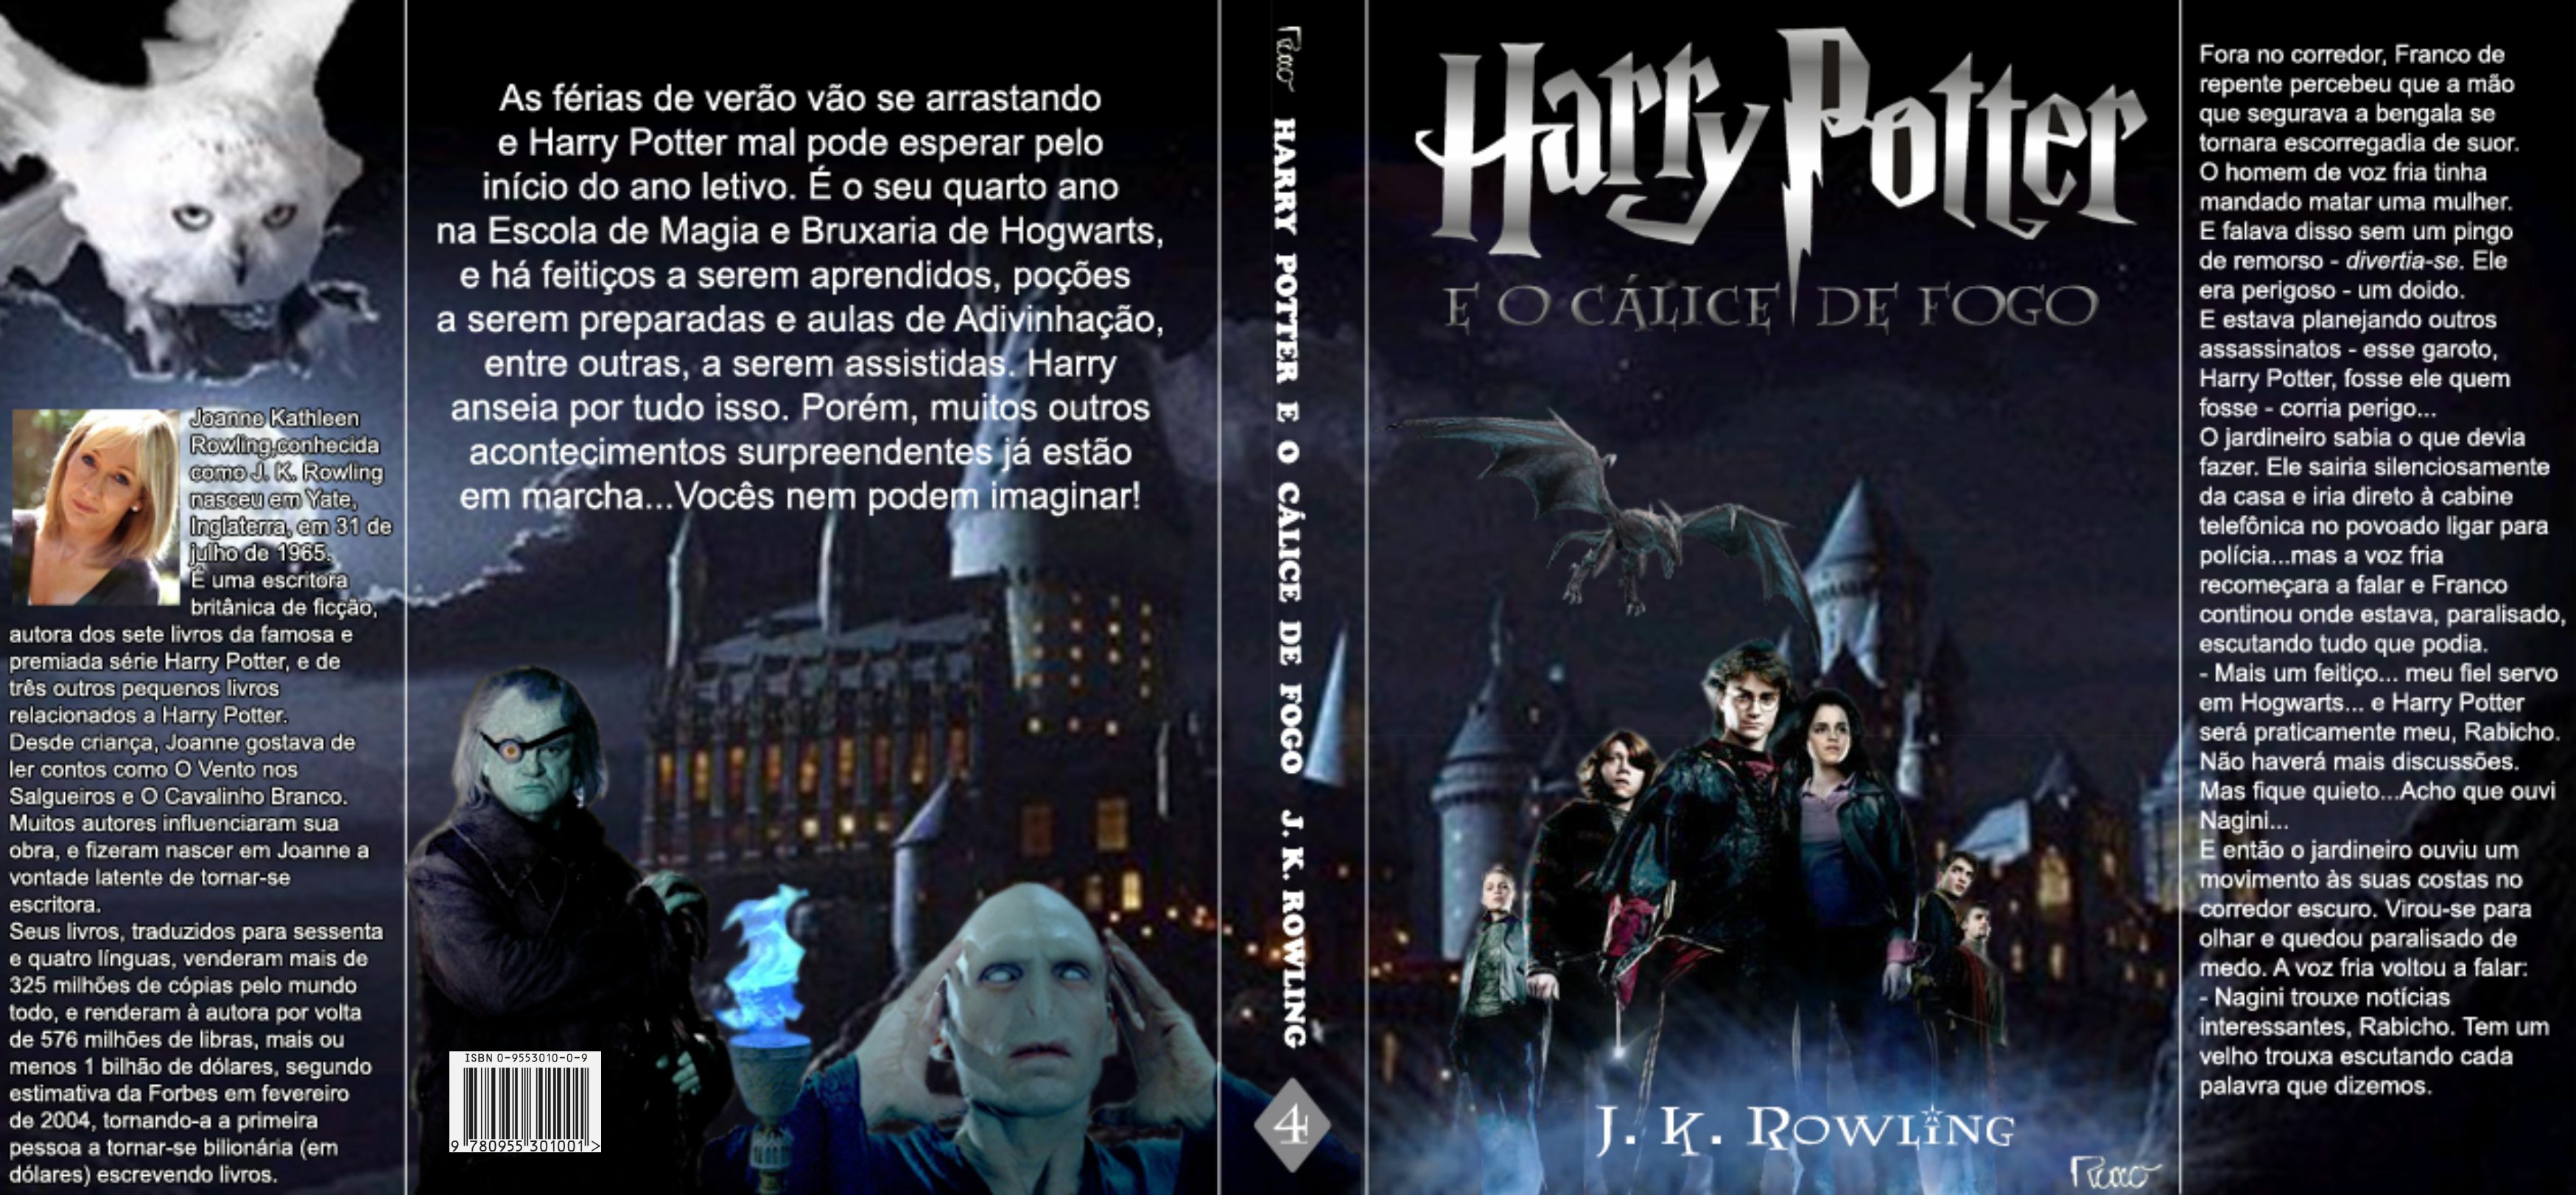 Joanne Kathleen
Rowling,conhecida
como J. K. Rowling
nasceu em Yate,
Inglaterra, em 31 de
julho de 1965.
É uma escritora
britânica de ficção,
autora dos sete livros da famosa e
premiada série Harry Potter, e de
três outros pequenos livros
relacionados a Harry Potter.
Desde criança, Joanne gostava de
ler contos como O Vento nos
Salgueiros e O Cavalinho Branco.
Muitos autores influenciaram sua
obra, e fizeram nascer em Joanne a
vontade latente de tornar-se
escritora.
Seus livros, traduzidos para sessenta
e quatro línguas, venderam mais de
325 milhões de cópias pelo mundo
todo, e renderam à autora por volta
de 576 milhões de libras, mais ou
menos 1 bilhão de dólares, segundo
estimativa da Forbes em fevereiro
de 2004, tornando-a a primeira
pessoa a tornar-se bilionária (em
dólares) escrevendo livros.
As férias de verão vão se arrastando
e Harry Potter mal pode esperar pelo
início do ano letivo. É o seu quarto ano
na Escola de Magia e Bruxaria de Hogwarts,
e há feitiços a serem aprendidos, poções
a serem preparadas e aulas de Adivinhação,
entre outras, a serem assistidas. Harry
anseia por tudo isso. Porém, muitos outros
acontecimentos surpreendentes já estão
em marcha...Vocês nem podem imaginar!
ISBN 0-9553010-0-9
9 780955 301001 >
HARRY POTTER E O CÁLICE DE FOGO J. K. ROWLING
4
Harry Potter
E O CÁLICE DE FOGO
J. K. ROWLING
Fora no corredor, Franco de
repente percebeu que a mão
que segurava a bengala se
tornara escorregadia de suor.
O homem de voz fria tinha
mandado matar uma mulher.
E falava disso sem um pingo
de remorso - divertia-se. Ele
era perigoso - um doido.
E estava planejando outros
assassinatos - esse garoto,
Harry Potter, fosse ele quem
fosse - corria perigo...
O jardineiro sabia o que devia
fazer. Ele sairia silenciosamente
da casa e iria direto à cabine
telefônica no povoado ligar para
polícia...mas a voz fria
recomeçara a falar e Franco
continou onde estava, paralisado,
escutando tudo que podia.
- Mais um feitiço... meu fiel servo
em Hogwarts... e Harry Potter
será praticamente meu, Rabicho.
Não haverá mais discussões.
Mas fique quieto...Acho que ouvi
Nagini...
E então o jardineiro ouviu um
movimento às suas costas no
corredor escuro. Virou-se para
olhar e quedou paralisado de
medo. A voz fria voltou a falar:
- Nagini trouxe notícias
interessantes, Rabicho. Tem um
velho trouxa escutando cada
palavra que dizemos.